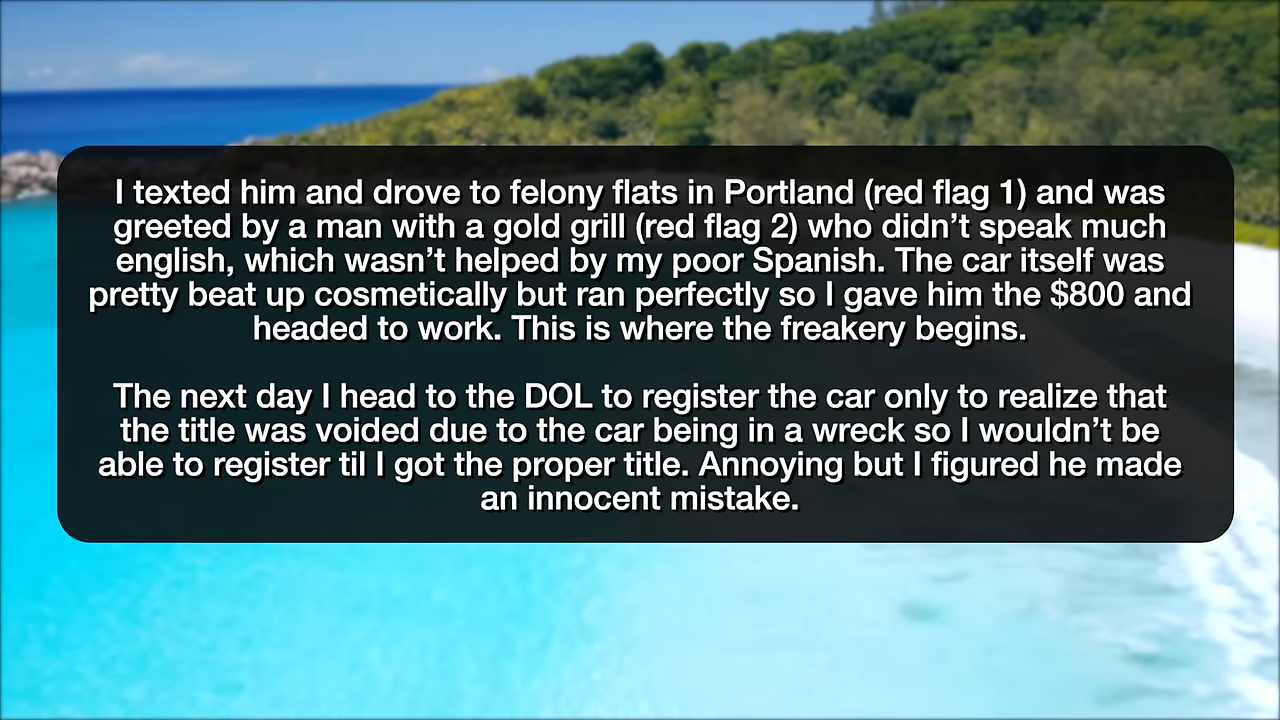 I texted him and drove to felony flats in Portland (red flag 1) and was
greeted by a man with a gold grill (red flag 2) who didn’t speak much
english, which wasn’t helped by my poor Spanish. The car itself was
pretty beat up cosmetically but ran perfectly so I gave him the $800 and
headed to work. This is where the freakery begins.
The next day I head to the DOL to register the car only to realize that
the title was voided due to the car being in a wreck so I wouldn’t be
able to register til I got the proper title. Annoying but I figured he made
an innocent mistake.